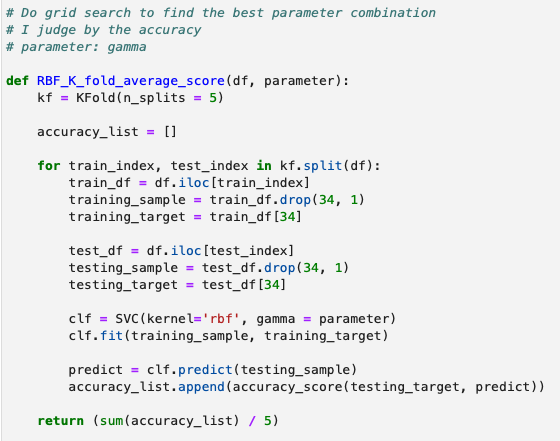 # Do grid search to find the best parameter combination
# I judge by the accuracy
# parameter: gamma
def RBF_K_fold_average_score(df, parameter):
    kf = KFold(n_splits = 5)
    accuracy_list = []
    for train_index, test_index in kf.split(df):
        train_df = df.iloc[train_index]
        training_sample = train_df.drop(34, 1)
        training_target = train_df[34]
        test_df = df.iloc[test_index]
        testing_sample = test_df.drop(34, 1)
        testing_target = test_df[34]
        clf = SVC(kernel='rbf', gamma = parameter)
        clf.fit(training_sample, training_target)
        predict = clf.predict(testing_sample)
        accuracy_list.append(accuracy_score(testing_target, predict))
    return (sum(accuracy_list) / 5)